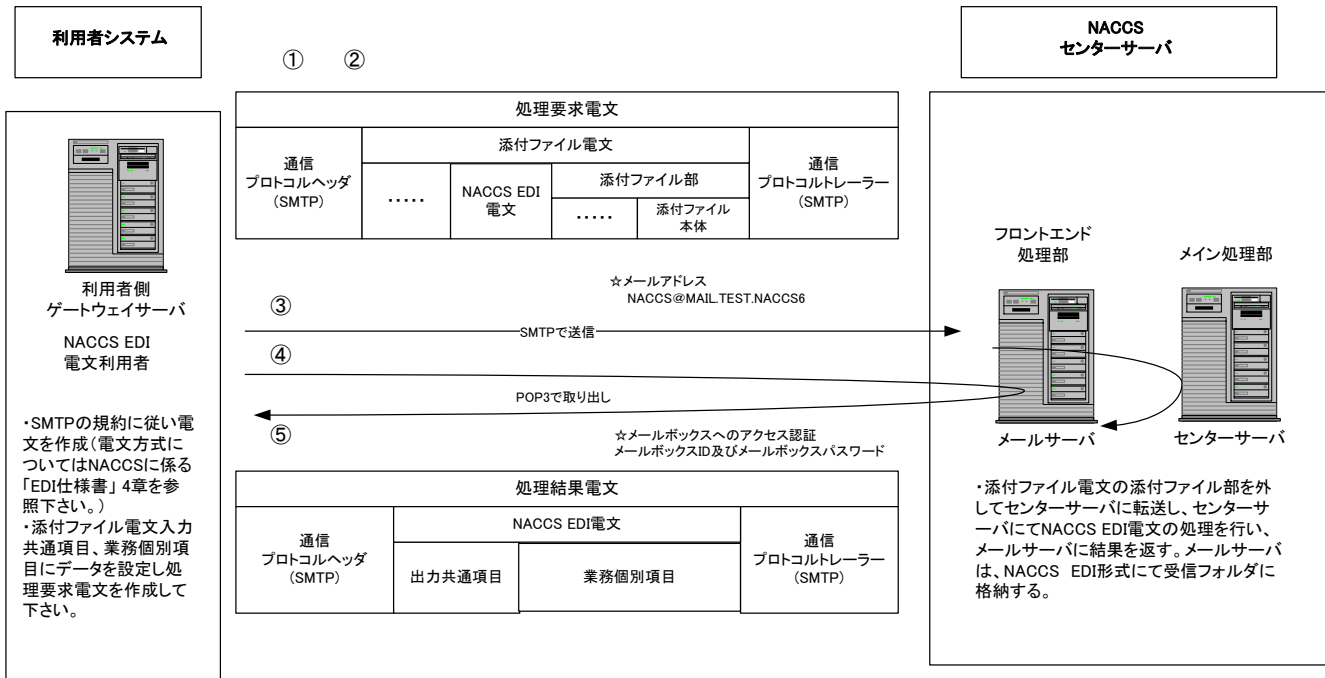 利用者システム
NACCS
センターサーバ
① ②
処理要求電文
通信
プロトコルヘッダ
(SMTP)
添付ファイル電文
・・・・・
NACCS EDI
電文
添付ファイル部
・・・・・
添付ファイル
本体
通信
プロトコルトレーラー
(SMTP)
利用者側
ゲートウェイサーバ
NACCS EDI
電文利用者
・SMTPの規約に従い電
文を作成(電文方式に
ついてはNACCSに係る
「EDI仕様書」 4章を参
照下さい。)
・添付ファイル電文入力
共通項目、業務個別項
目にデータを設定し処
理要求電文を作成して
下さい。
☆メールアドレス
NACCS@MAIL.TEST.NACCS6
③
SMTPで送信
④
POP3で取り出し
⑤
☆メールボックスへのアクセス認証
メールボックスID及びメールボックスパスワード
処理結果電文
通信
プロトコルヘッダ
(SMTP)
NACCS EDI電文
出力共通項目
業務個別項目
通信
プロトコルトレーラー
(SMTP)
フロントエンド
処理部
メイン処理部
メールサーバ
センターサーバ
・添付ファイル電文の添付ファイル部を外
してセンターサーバに転送し、センターサ
ーバにてNACCS EDI電文の処理を行い、
メールサーバに結果を返す。メールサーバ
は、NACCS EDI形式にて受信フォルダに
格納する。